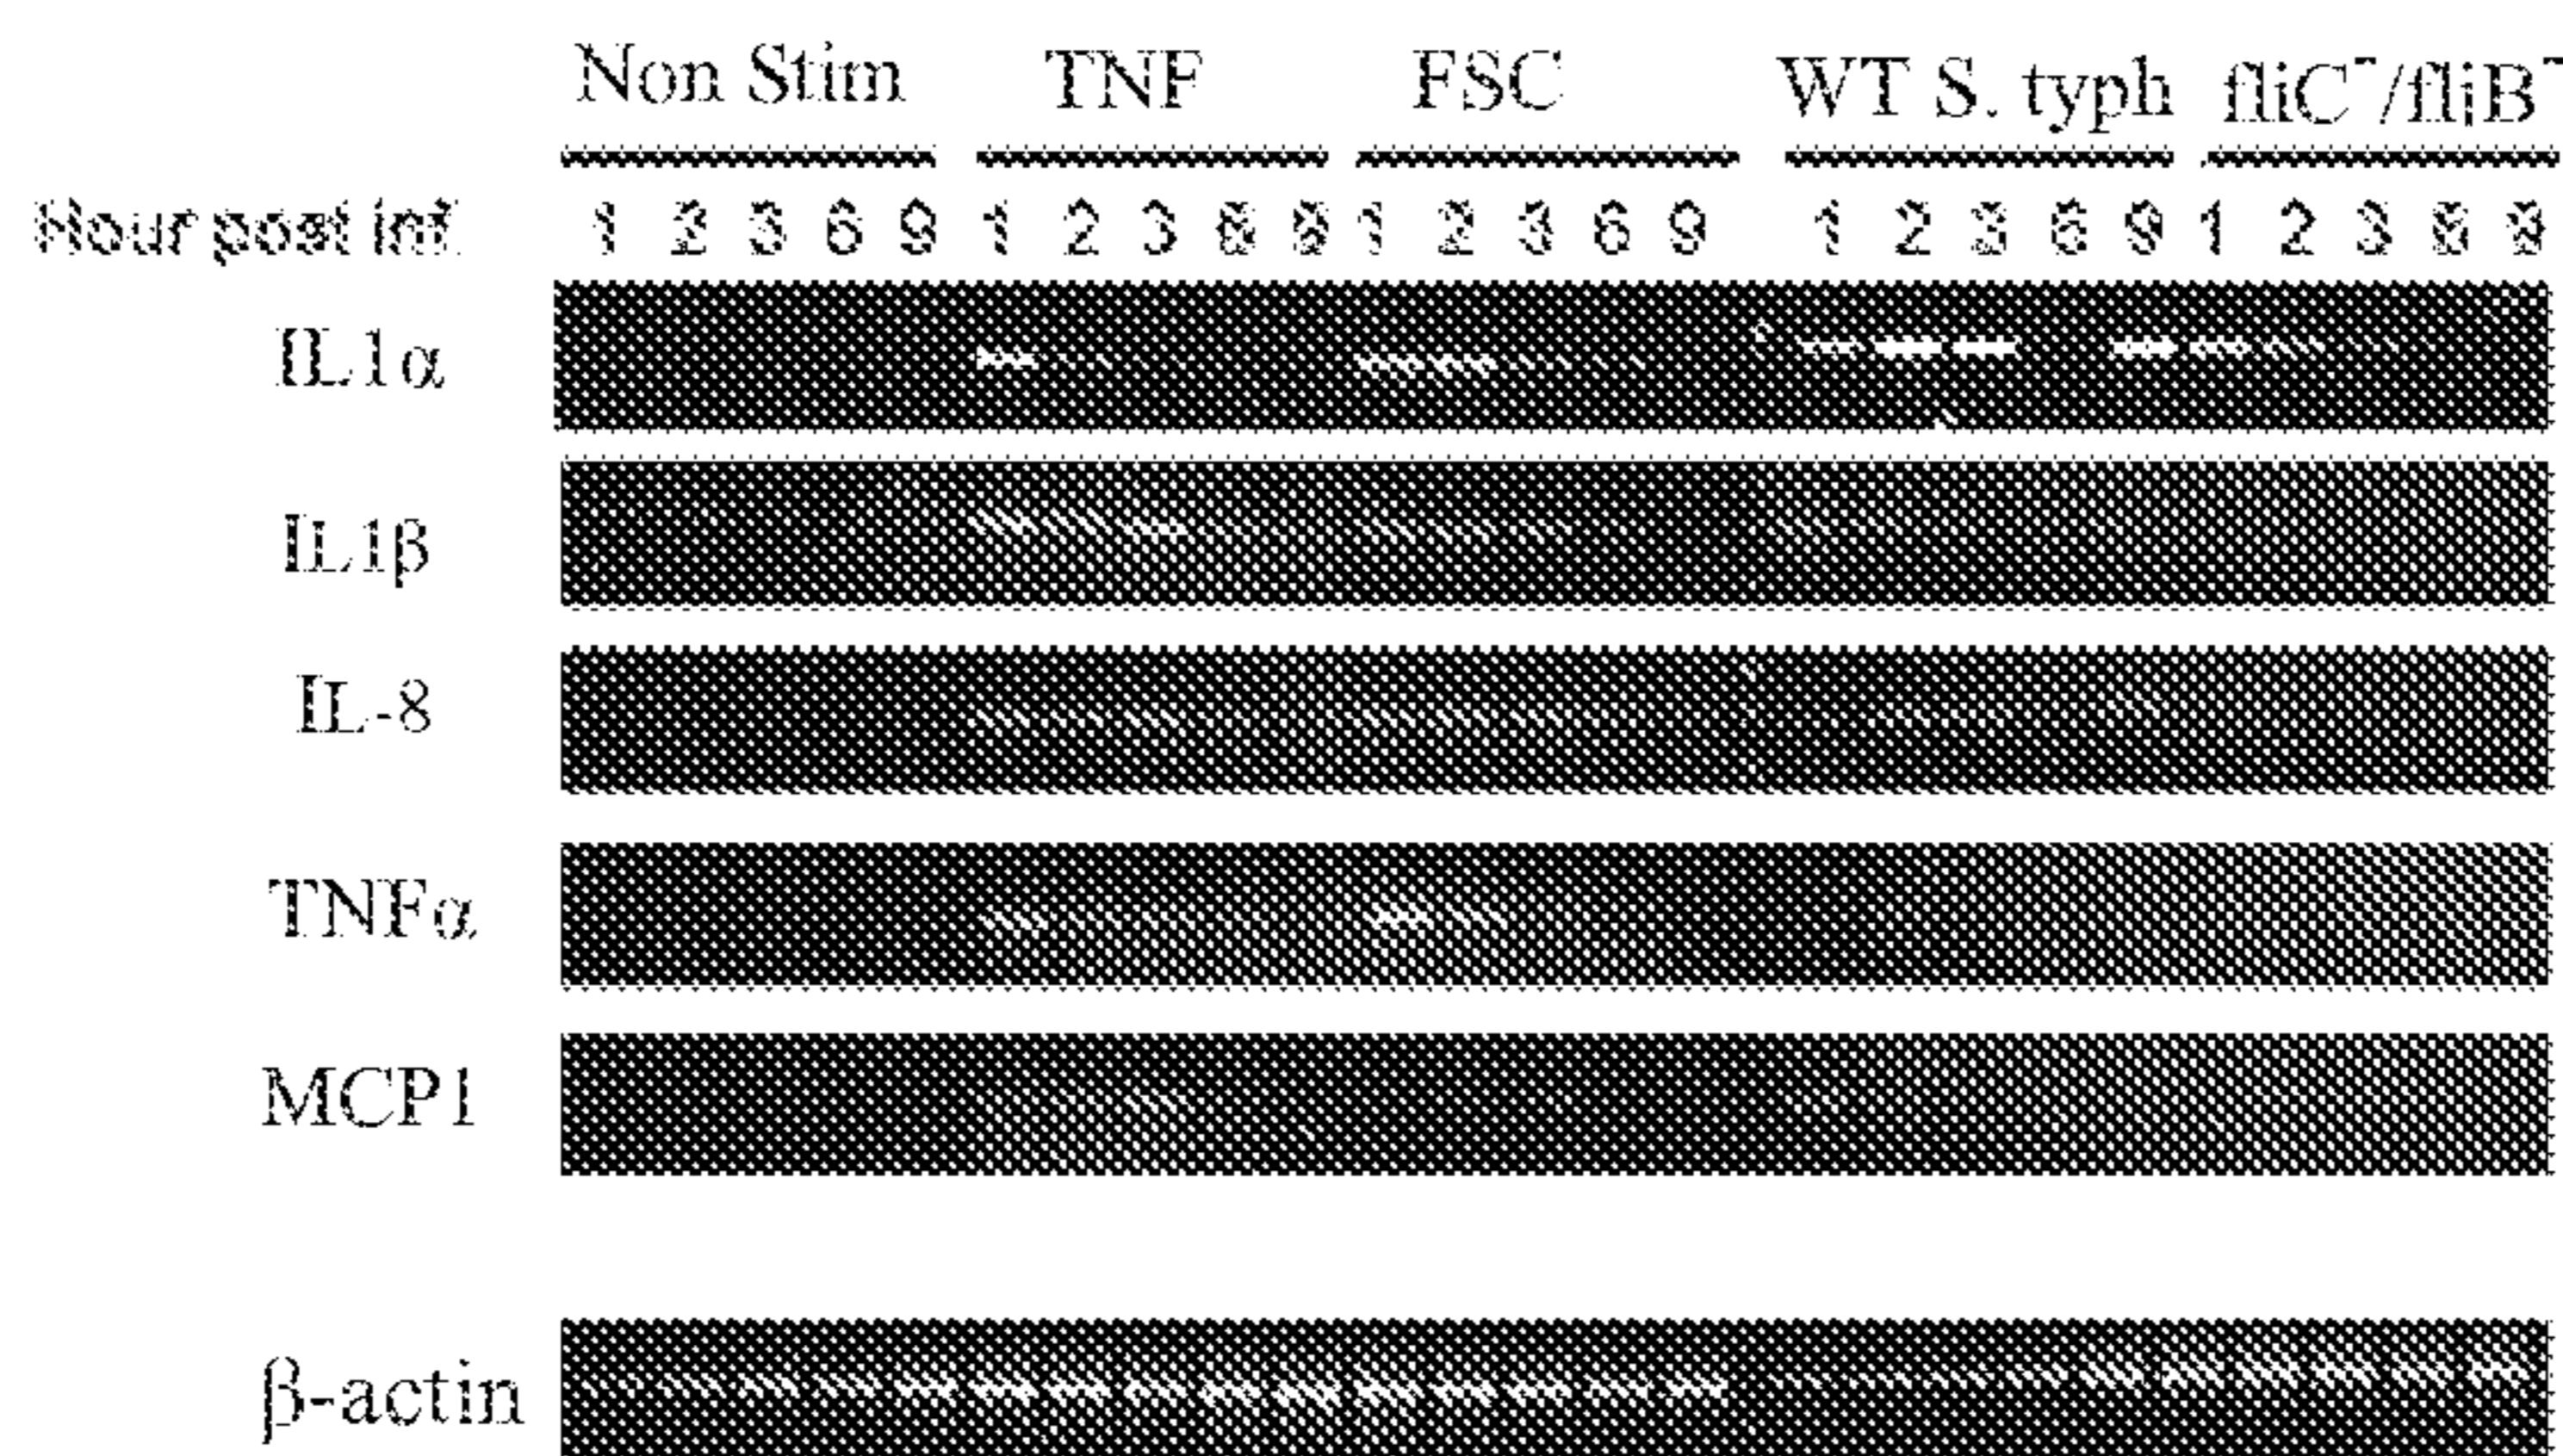 Non Stim TNF FSC WT S. typh fliC⁻/fljB⁻
Hour post inf. 1 2 3 6 9 1 2 3 6 9 1 2 3 6 9 1 2 3 6 9 1 2 3 6 9
IL1α
IL1β
IL-8
TNFα
MCP1
β-actin